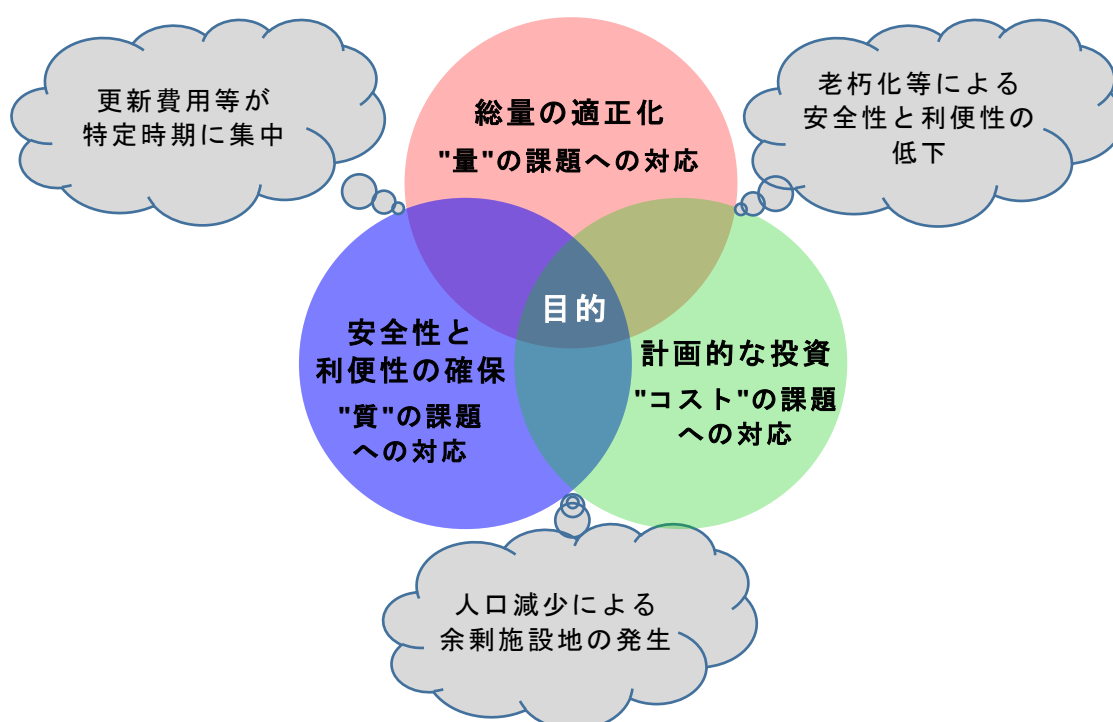 更新費用等が
特定時期に集中
総量の適正化
"量"の課題への対応
老朽化等による
安全性と利便性の
低下
目的
安全性と
利便性の確保
"質"の課題
への対応
計画的な投資
"コスト"の課題
への対応
人口減少による
余剰施設地の発生